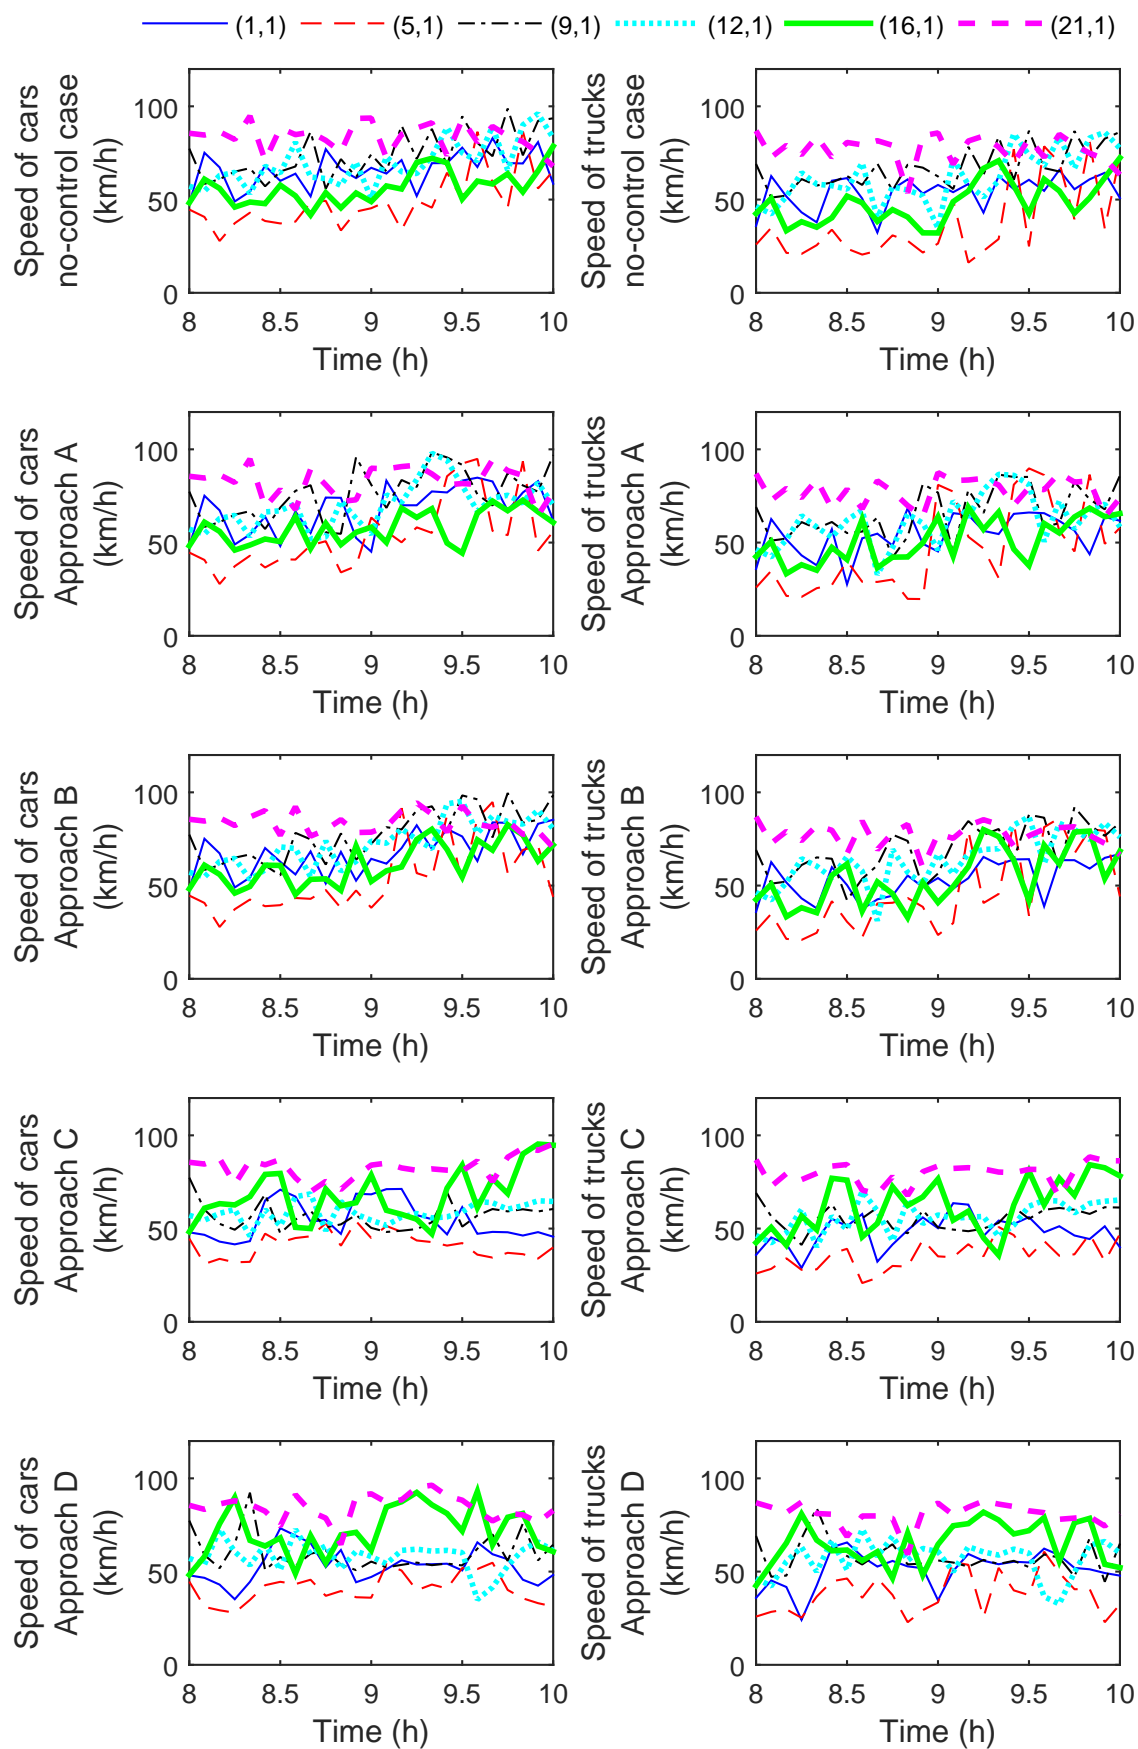 (1,1) (5,1) (9,1) (12,1) (16,1) (21,1)
Speed of cars
no-control case
(km/h)
100
50
0
8 8.5 9 9.5 10
Time (h)
Speed of trucks
no-control case
(km/h)
100
50
0
8 8.5 9 9.5 10
Time (h)
Speed of cars
Approach A
(km/h)
100
50
0
8 8.5 9 9.5 10
Time (h)
Speed of trucks
Approach A
(km/h)
100
50
0
8 8.5 9 9.5 10
Time (h)
Speed of cars
Approach B
(km/h)
100
50
0
8 8.5 9 9.5 10
Time (h)
Speed of trucks
Approach B
(km/h)
100
50
0
8 8.5 9 9.5 10
Time (h)
Speed of cars
Approach C
(km/h)
100
50
0
8 8.5 9 9.5 10
Time (h)
Speed of trucks
Approach C
(km/h)
100
50
0
8 8.5 9 9.5 10
Time (h)
Speed of cars
Approach D
(km/h)
100
50
0
8 8.5 9 9.5 10
Time (h)
Speed of trucks
Approach D
(km/h)
100
50
0
8 8.5 9 9.5 10
Time (h)